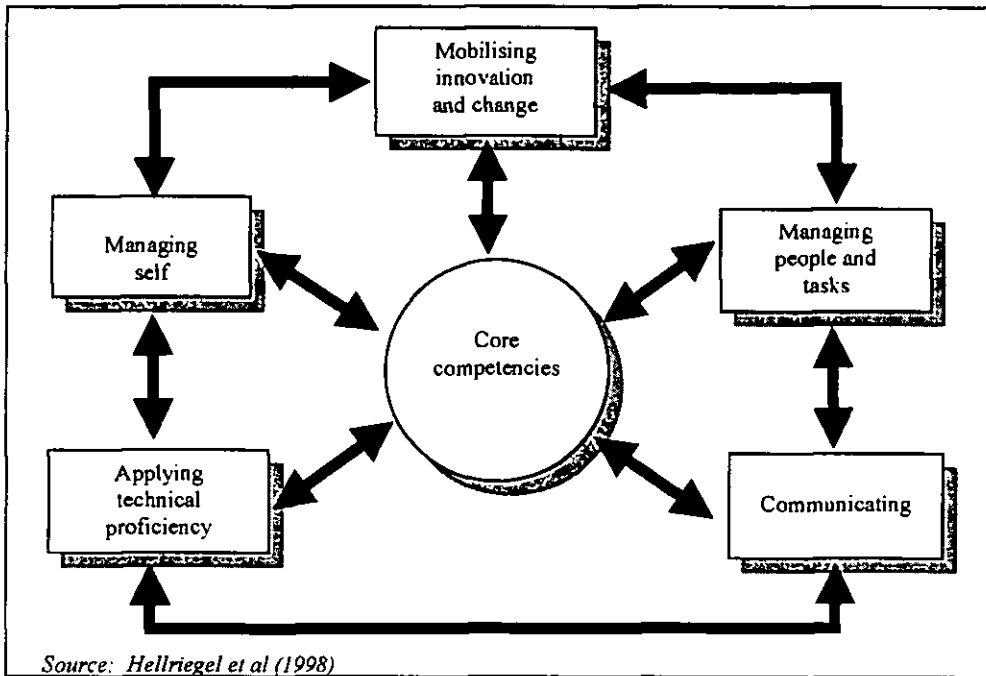 Mobilising
innovation
and change
Managing
self
Managing
people and
tasks
Core
competencies
Applying
technical
proficiency
Communicating
Source: Hellriegel et al (1998)